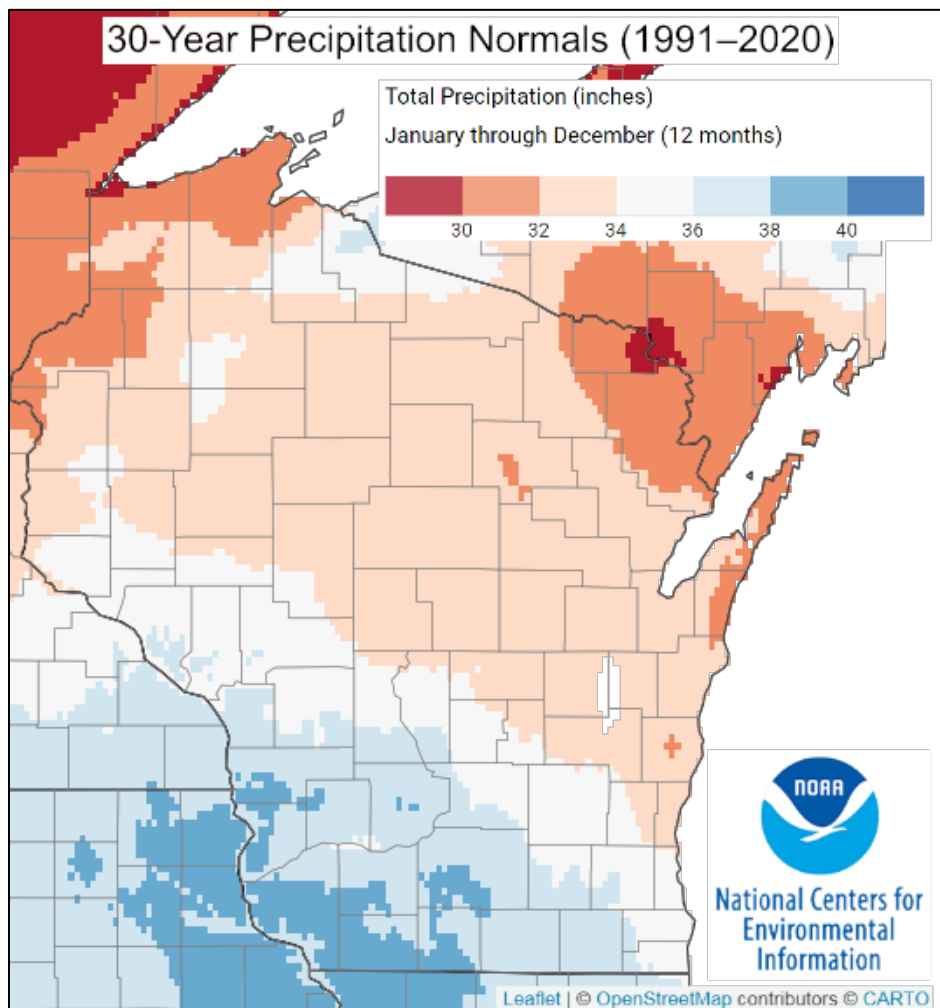 30-Year Precipitation Normals (1991–2020)
Total Precipitation (inches)
January through December (12 months)
30 32 34 36 38 40
NOAA
National Centers for
Environmental
Information
Leaflet | © OpenStreetMap contributors © CARTO